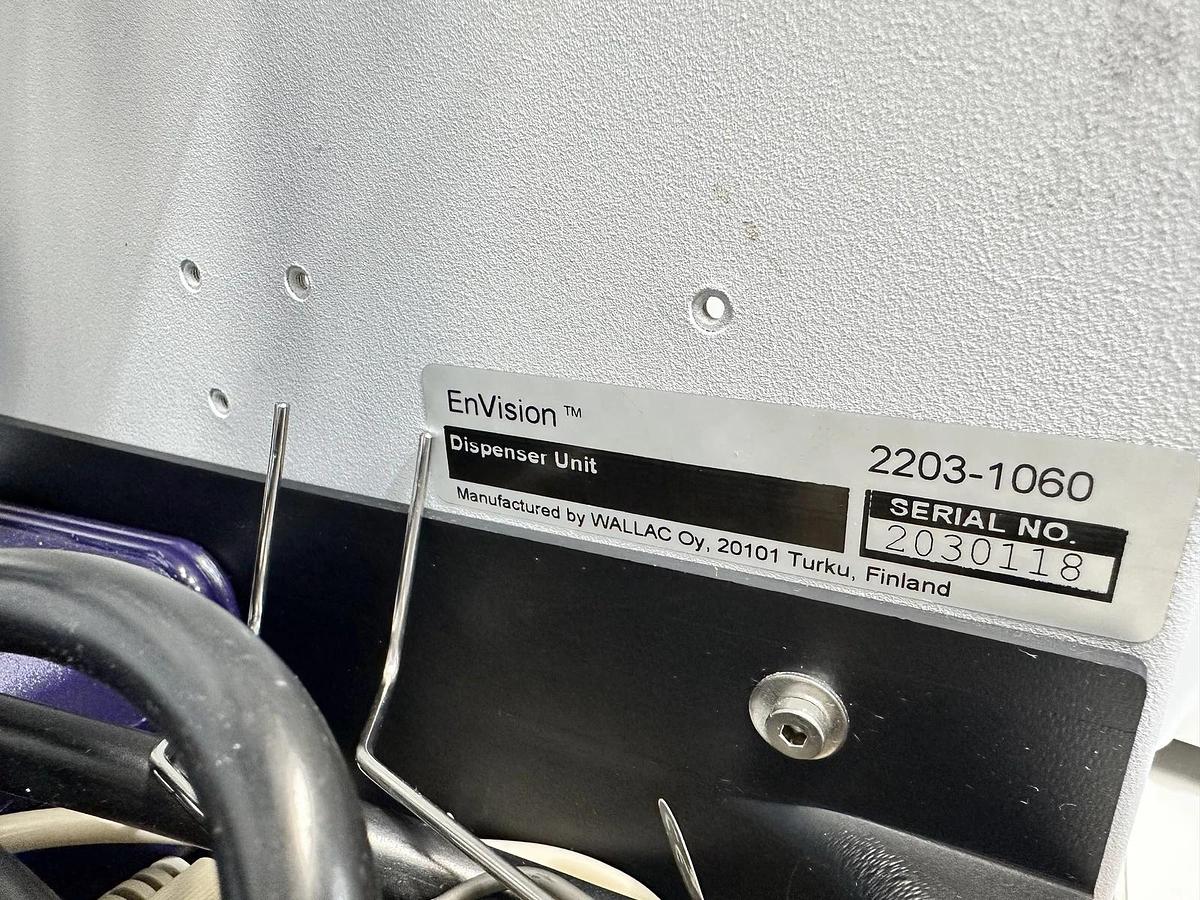 EnVision ™
Dispenser Unit
Manufactured by WALLAC Oy, 20101 Turku, Finland
2203-1060
SERIAL NO.
2030118